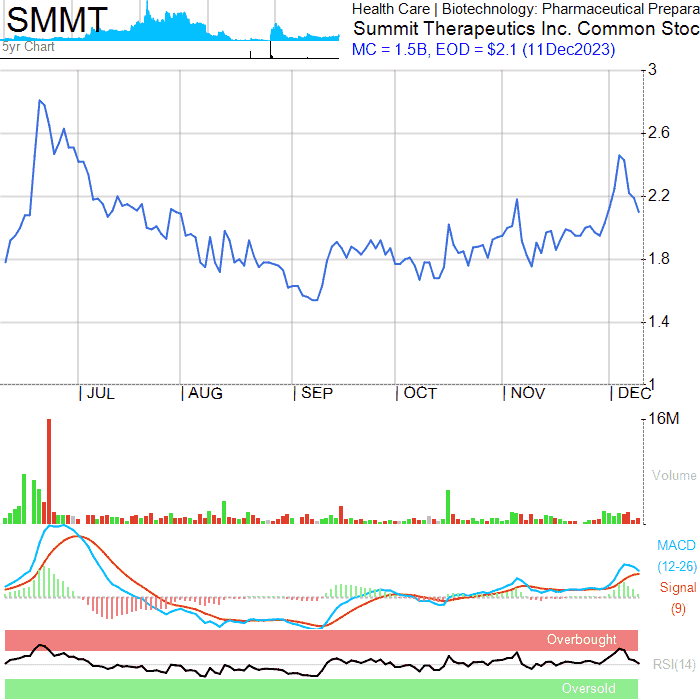 SMMT
5yr Chart
Health Care | Biotechnology: Pharmaceutical Prepara
Summit Therapeutics Inc. Common Stoc
MC = 1.5B, EOD = $2.1 (11Dec2023)
3
2.6
2.2
1.8
1.4
1
| JUL | AUG | SEP | OCT | NOV | DEC
16M
Volume
MACD
(12-26)
Signal
(9)
Overbought
RSI(14)
Oversold